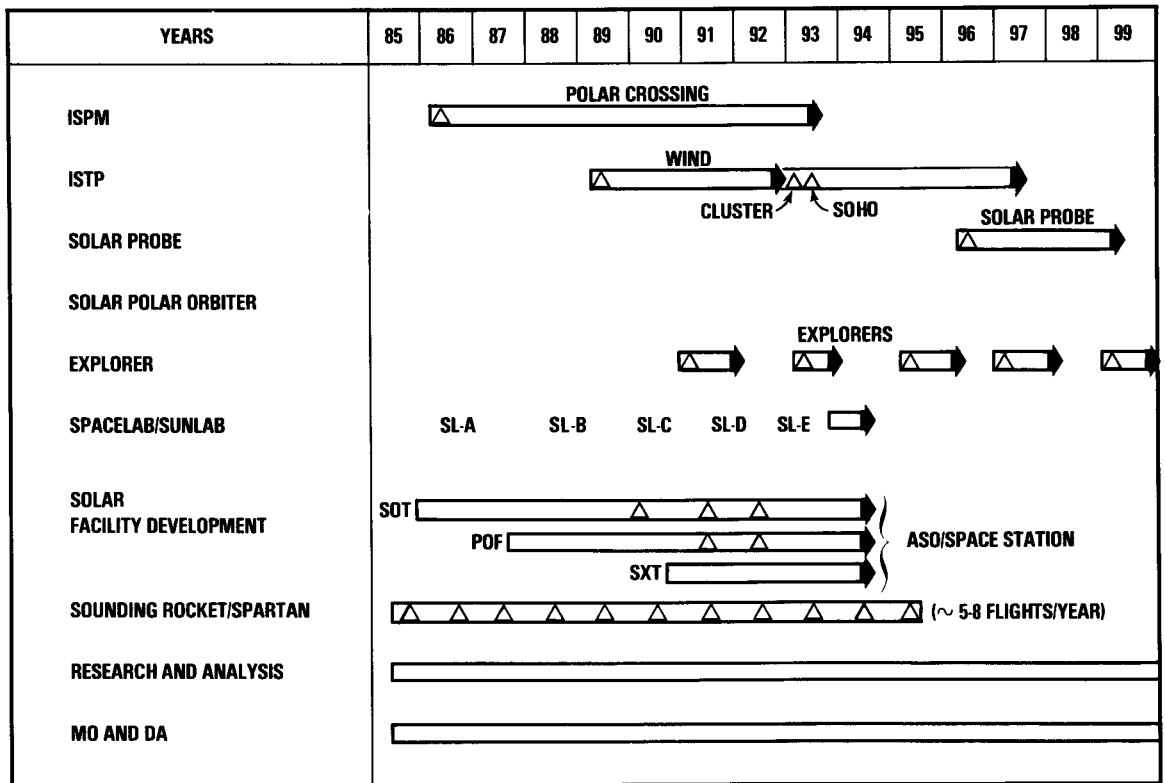 YEARS 85 86 87 88 89 90 91 92 93 94 95 96 97 98 99
POLAR CROSSING
ISPM
WIND
ISTP
CLUSTER SOHO
SOLAR PROBE
SOLAR PROBE
SOLAR POLAR ORBITER
EXPLORERS
EXPLORER
SPACELAB/SUNLAB SL-A SL-B SL-C SL-D SL-E
SOLAR
FACILITY DEVELOPMENT
SOT
POF ASO/SPACE STATION
SXT
SOUNDING ROCKET/SPARTAN (~ 5-8 FLIGHTS/YEAR)
RESEARCH AND ANALYSIS
MO AND DA